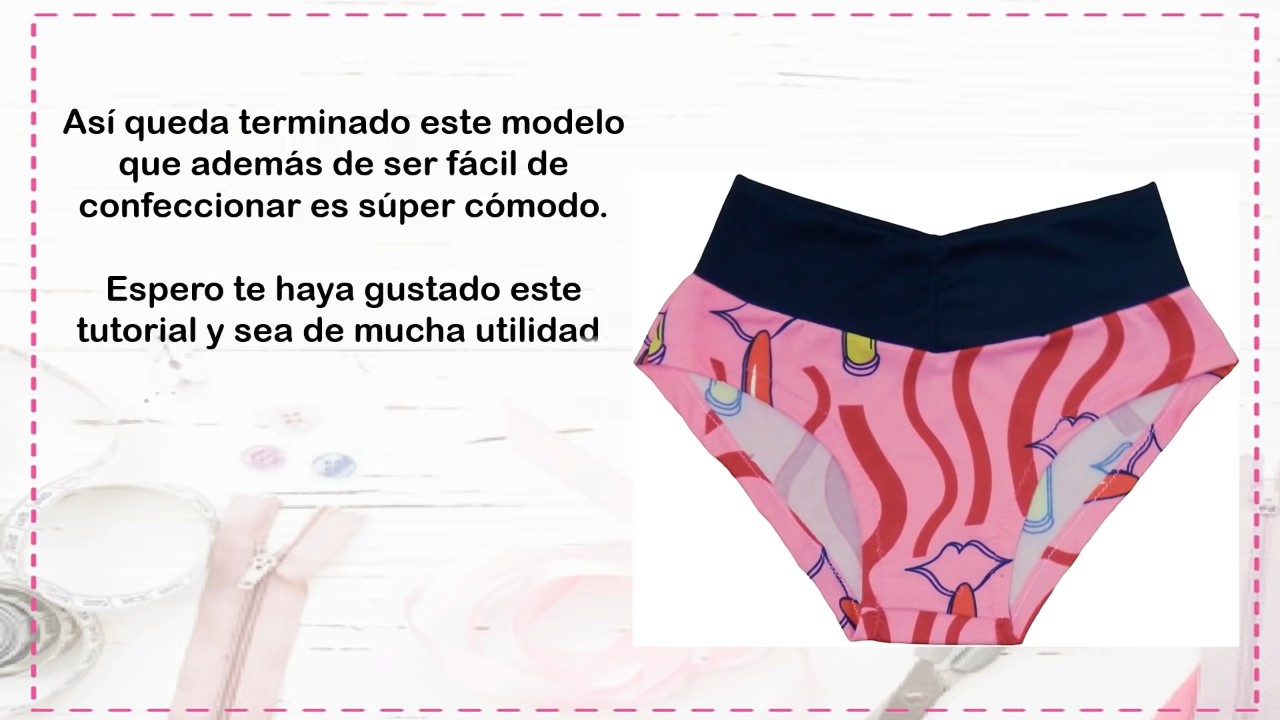 Así queda terminado este modelo
que además de ser fácil de
confeccionar es súper cómodo.
Espero te haya gustado este
tutorial y sea de mucha utilidad